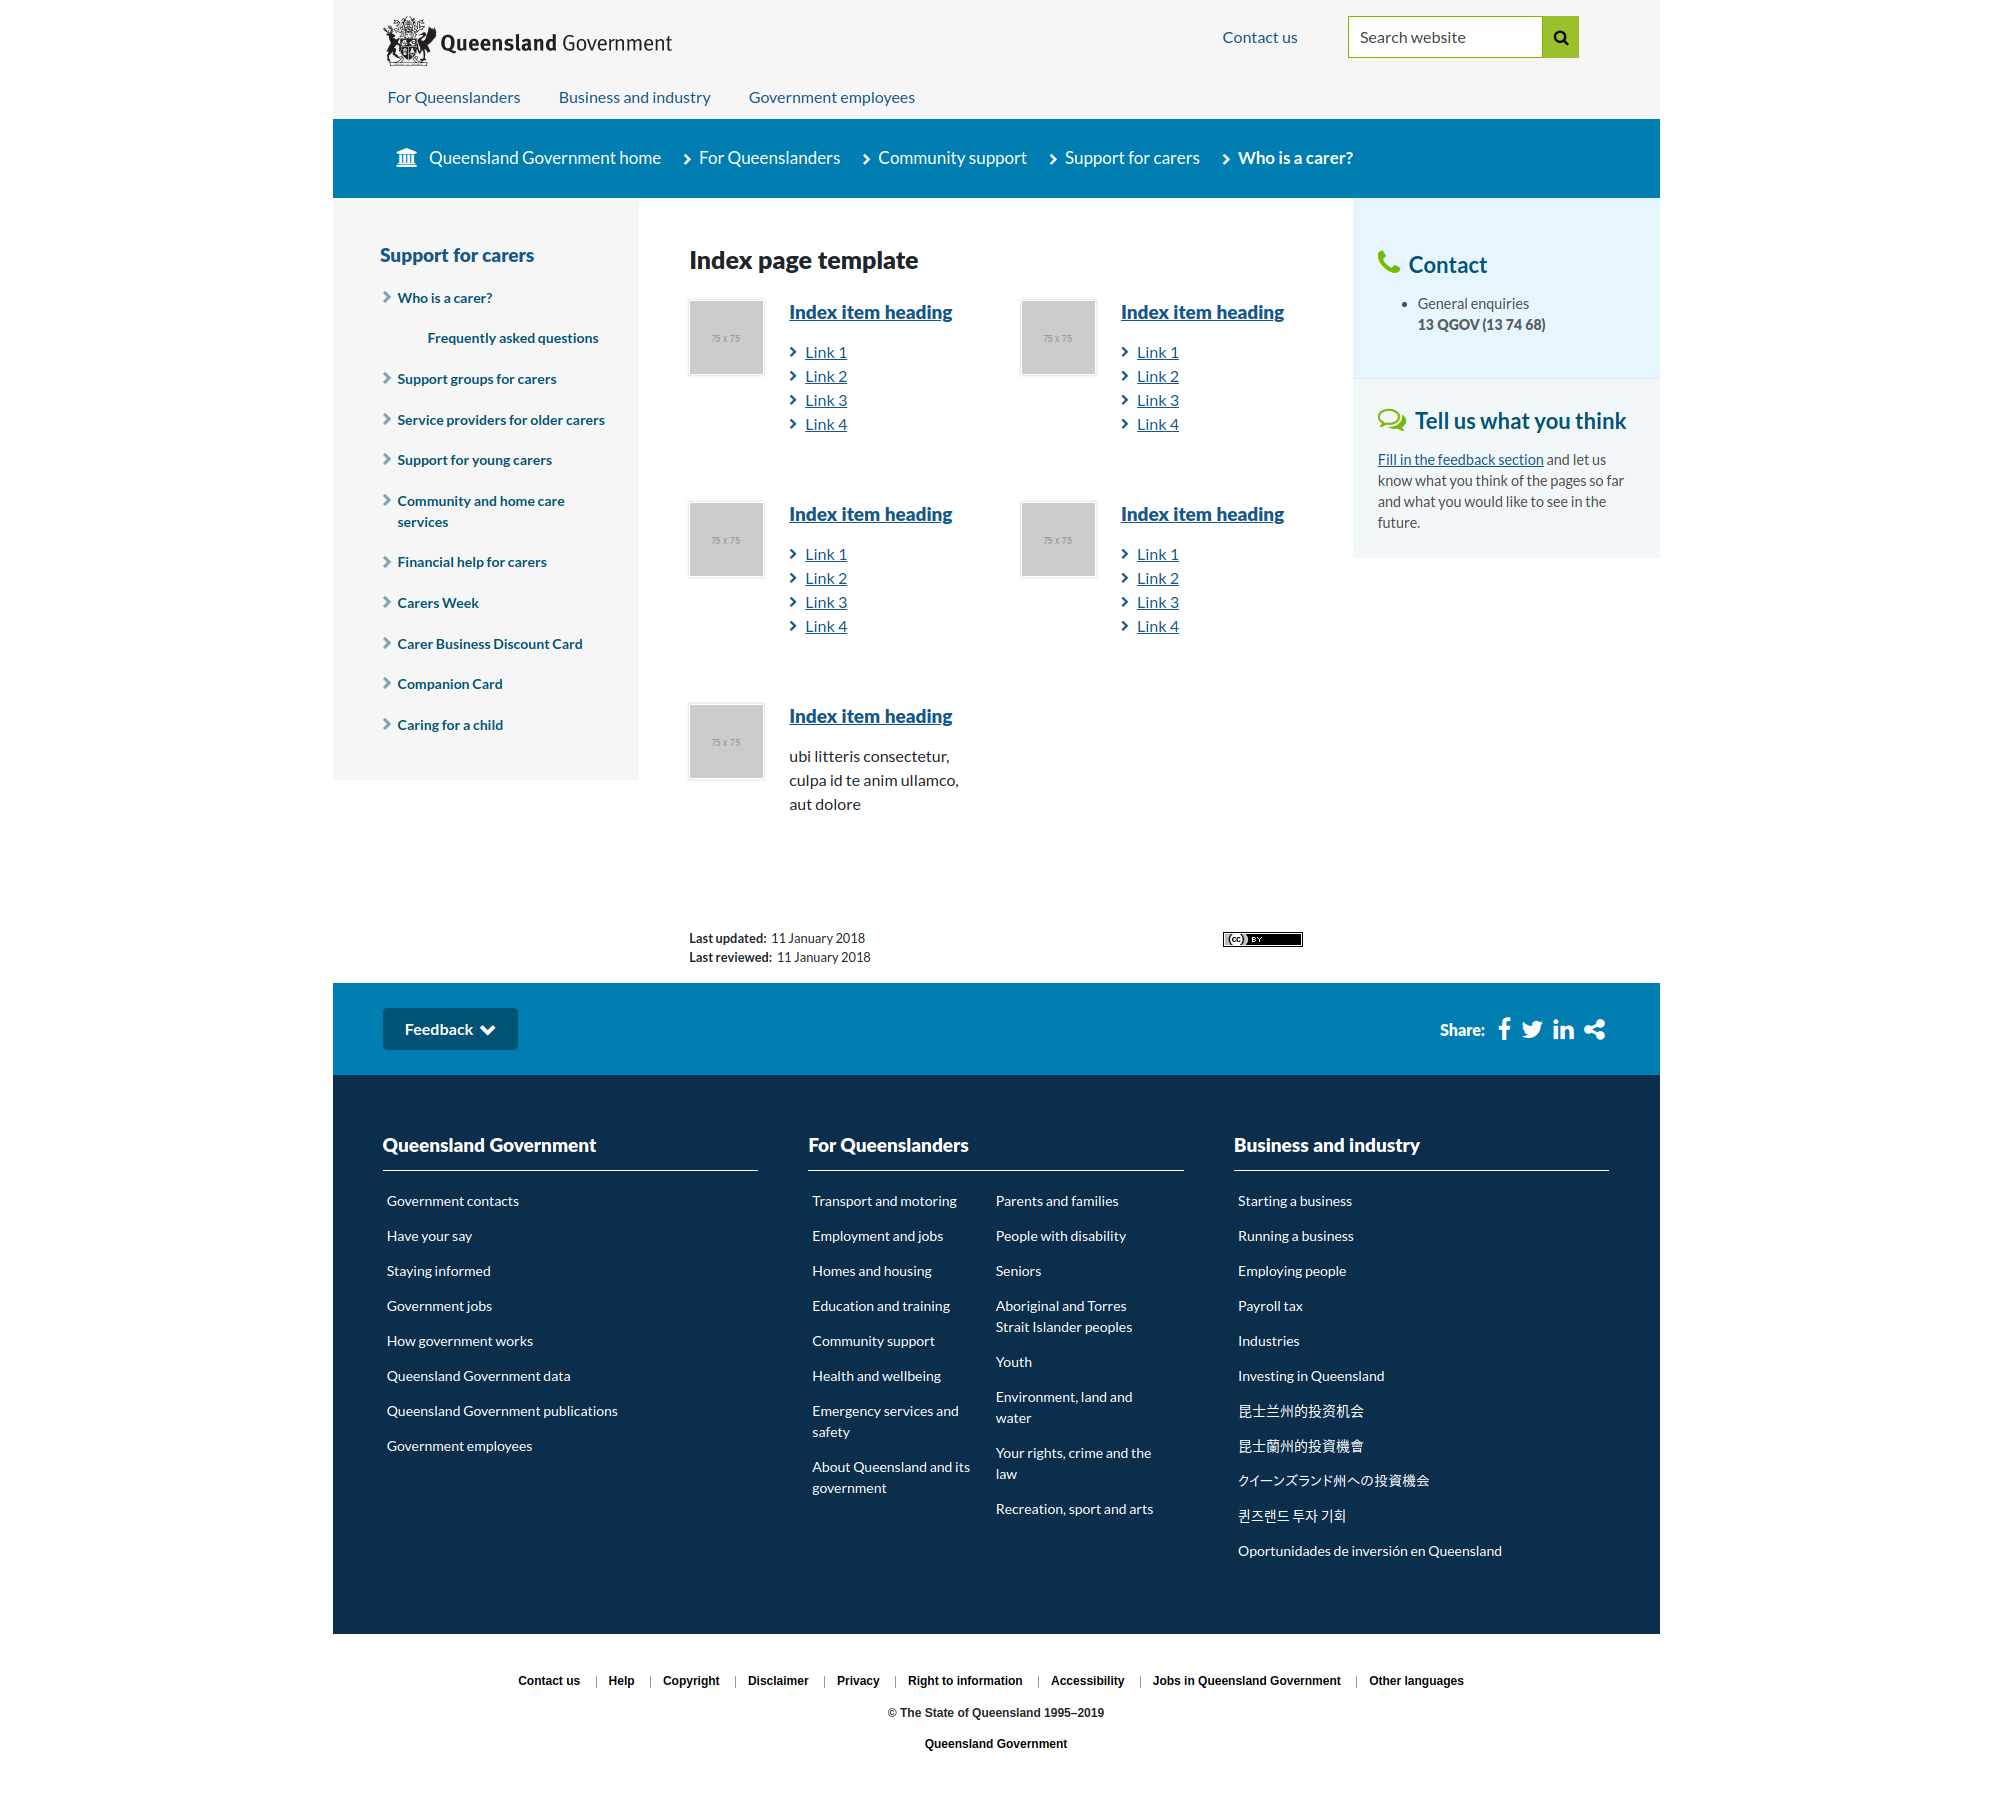 Queensland Government
Contact us
Search website
For Queenslanders
Business and industry
Government employees
Queensland Government home
For Queenslanders
Community support
Support for carers
Who is a carer?
Support for carers
Who is a carer?
Frequently asked questions
Support groups for carers
Service providers for older carers
Support for young carers
Community and home care
services
Financial help for carers
Carers Week
Carer Business Discount Card
Companion Card
Caring for a child
Index page template
75 x 75
Index item heading
Link 1
Link 2
Link 3
Link 4
75 x 75
Index item heading
Link 1
Link 2
Link 3
Link 4
75 x 75
Index item heading
Link 1
Link 2
Link 3
Link 4
75 x 75
Index item heading
Link 1
Link 2
Link 3
Link 4
75 x 75
Index item heading
ubi litteris consectetur,
culpa id te anim ullamco,
aut dolore
Last updated: 11 January 2018
Last reviewed: 11 January 2018
cc BY
Contact
General enquiries
13 QGOV (13 74 68)
Tell us what you think
Fill in the feedback section and let us
know what you think of the pages so far
and what you would like to see in the
future.
Feedback
Share:
Queensland Government
Government contacts
Have your say
Staying informed
Government jobs
How government works
Queensland Government data
Queensland Government publications
Government employees
For Queenslanders
Transport and motoring
Employment and jobs
Homes and housing
Education and training
Community support
Health and wellbeing
Emergency services and
safety
About Queensland and its
government
Parents and families
People with disability
Seniors
Aboriginal and Torres
Strait Islander peoples
Youth
Environment, land and
water
Your rights, crime and the
law
Recreation, sport and arts
Business and industry
Starting a business
Running a business
Employing people
Payroll tax
Industries
Investing in Queensland
昆士兰州的投资机会
昆士蘭州的投資機會
クイーンズランド州への投資機会
퀸즈랜드 투자 기회
Oportunidades de inversión en Queensland
Contact us
Help
Copyright
Disclaimer
Privacy
Right to information
Accessibility
Jobs in Queensland Government
Other languages
© The State of Queensland 1995–2019
Queensland Government